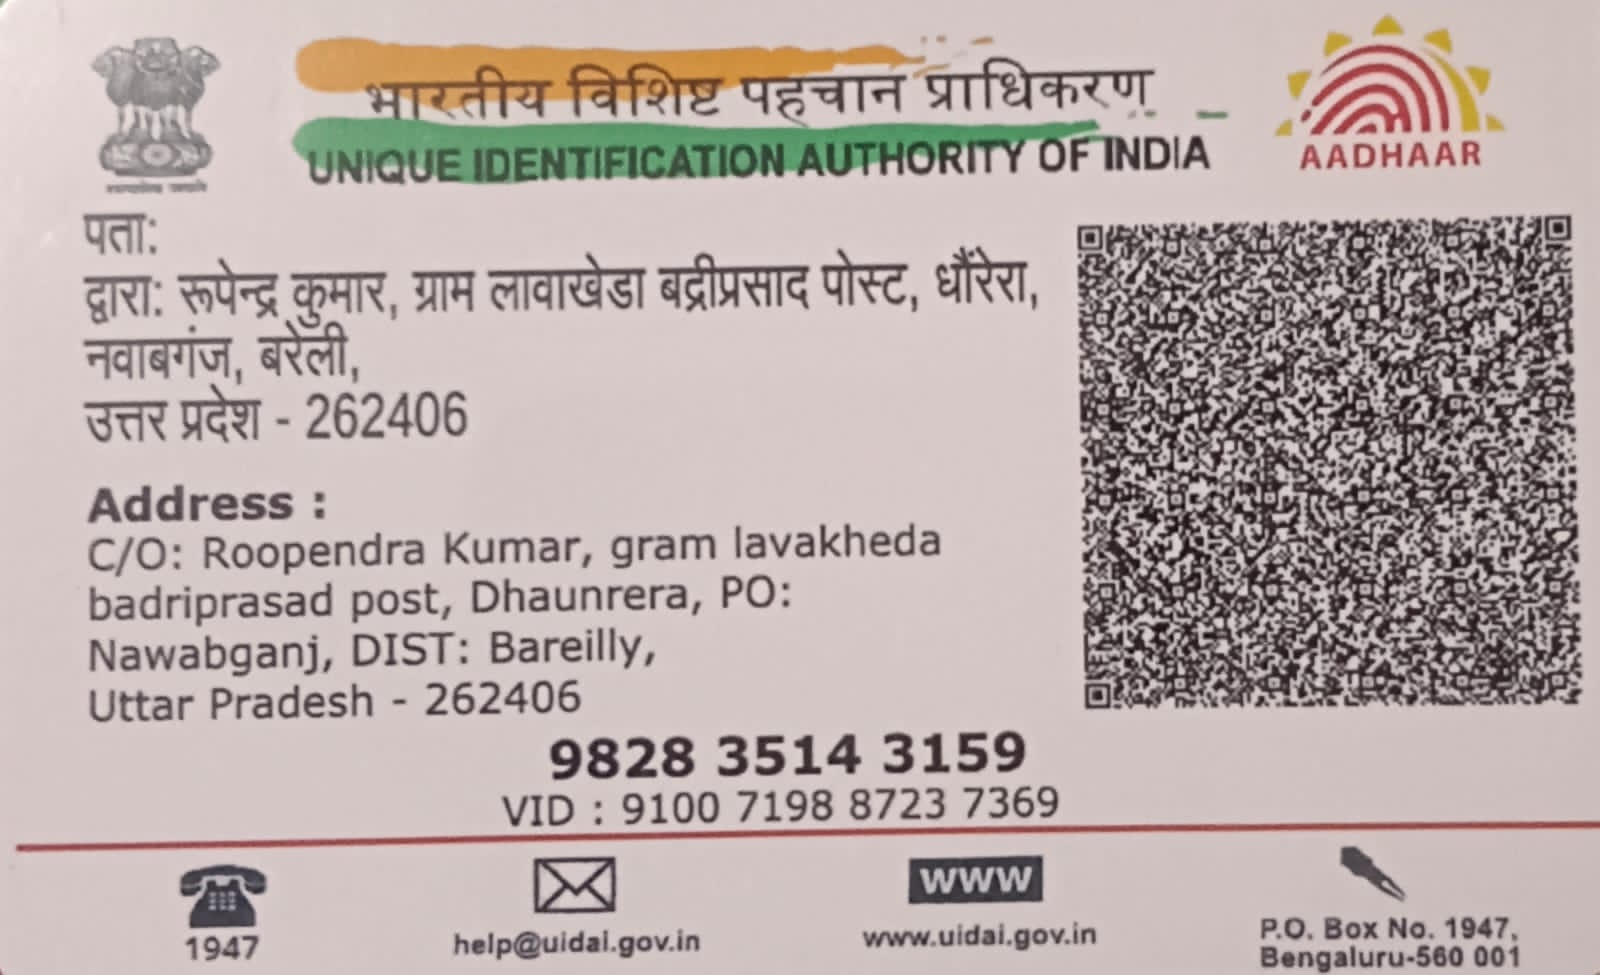 भारतीय विशिष्ट पहचान प्राधिकरण
UNIQUE IDENTIFICATION AUTHORITY OF INDIA
AADHAAR
पता:
द्वारा: रूपेन्द्र कुमार, ग्राम लावाखेडा बद्रीप्रसाद पोस्ट, धौंरेरा,
नवाबगंज, बरेली,
उत्तर प्रदेश - 262406
Address :
C/O: Roopendra Kumar, gram lavakheda
badriprasad post, Dhaunrera, PO:
Nawabganj, DIST: Bareilly,
Uttar Pradesh - 262406
9828 3514 3159
VID : 9100 7198 8723 7369
1947
help@uidai.gov.in
www
www.uidai.gov.in
P.O. Box No. 1947,
Bengaluru-560 001